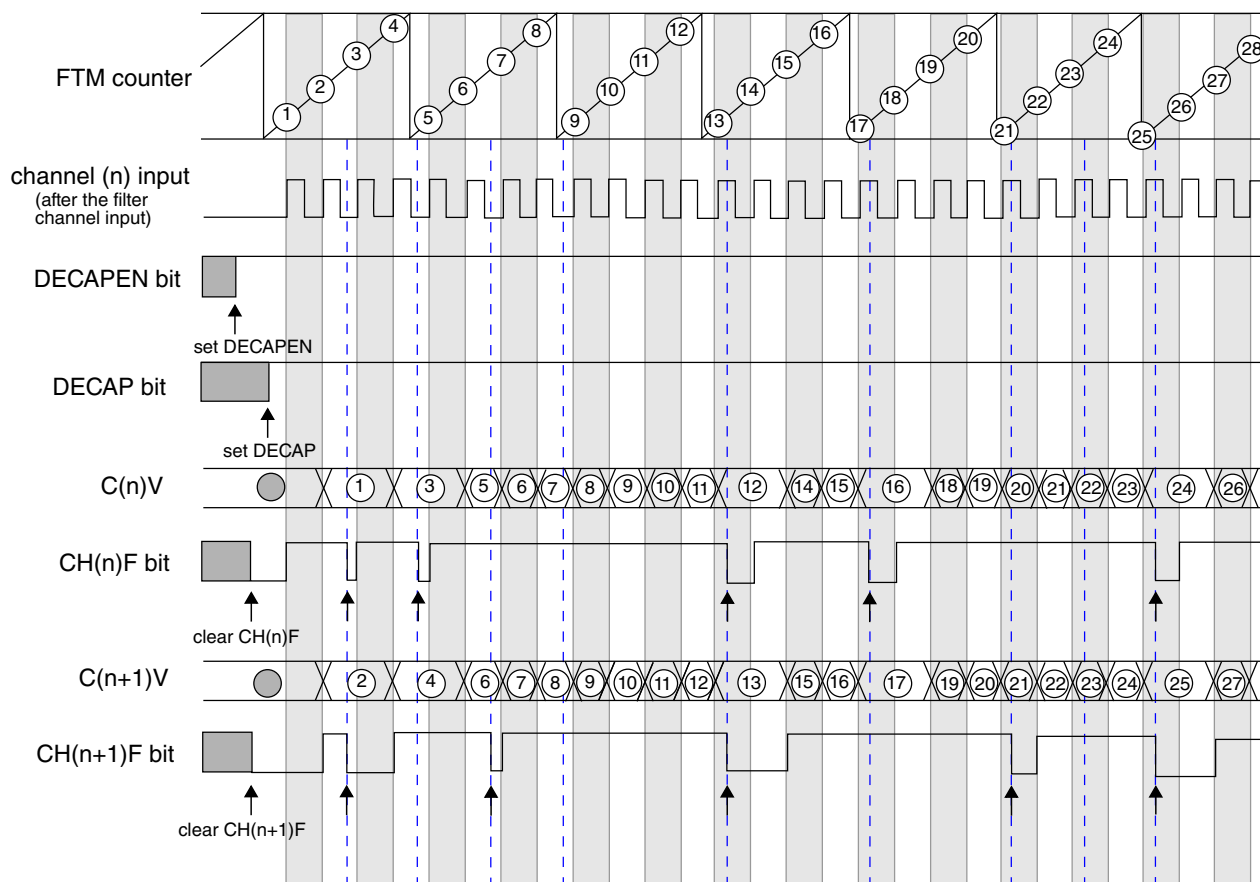 FTM counter
1 2 3 4 5 6 7 8 9 10 11 12 13 14 15 16 17 18 19 20 21 22 23 24 25 26 27 28
channel (n) input
(after the filter
channel input)
DECAPEN bit
set DECAPEN
DECAP bit
set DECAP
C(n)V
1 3 5 6 7 8 9 10 11 12 14 15 16 18 19 20 21 22 23 24 26
CH(n)F bit
clear CH(n)F
C(n+1)V
2 4 6 7 8 9 10 11 12 13 15 16 17 19 20 21 22 23 24 25 27
CH(n+1)F bit
clear CH(n+1)F